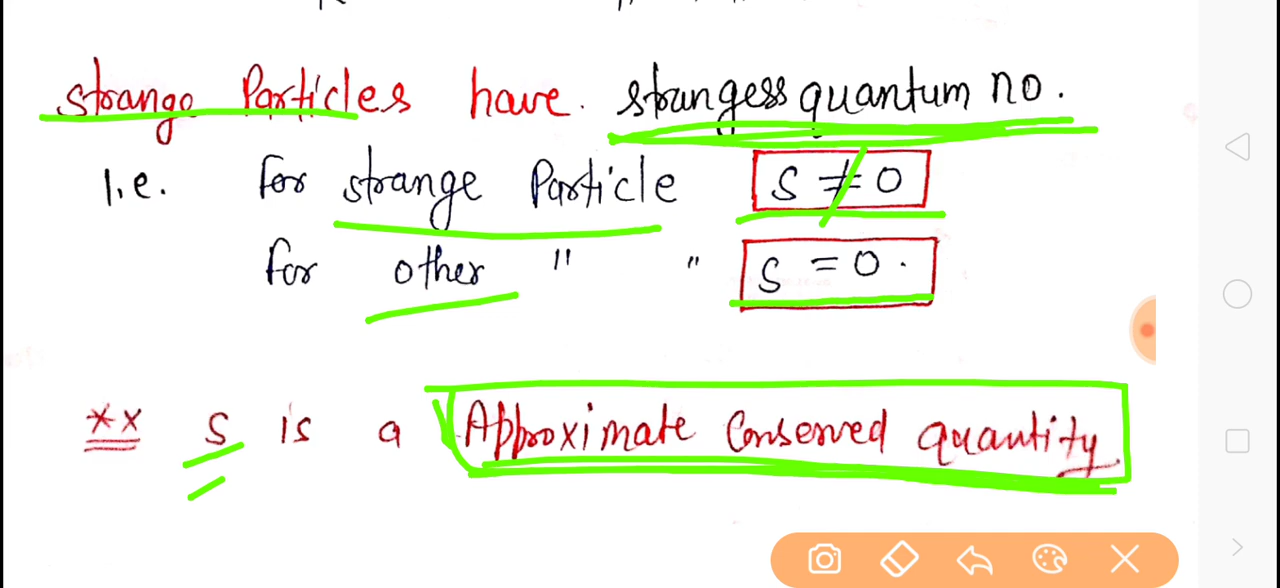 strange Particles have. strangess quantum no.
I.e. for strange Particle S ≠ 0
for other " " S = 0.
** S is a Approximate Conserved quantity